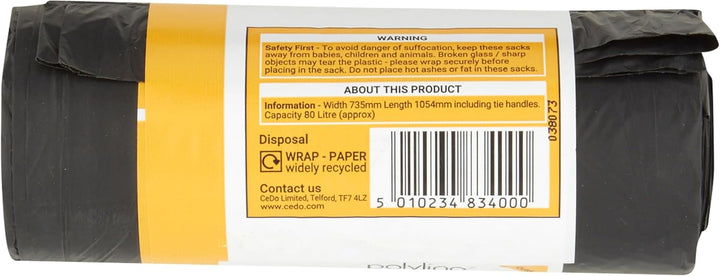 WARNING
Safety First - To avoid danger of suffocation, keep these sacks
away from babies, children and animals. Broken glass / sharp
objects may tear the plastic - please wrap securely before
placing in the sack. Do not place hot ashes or fat in these sacks.
ABOUT THIS PRODUCT
Information - Width 735mm Length 1054mm including tie handles.
Capacity 80 Litre (approx)
038073
Disposal
WRAP - PAPER
widely recycled
Contact us
CeDo Limited, Telford, TF7 4LZ
www.cedo.com
5 010234 834000
polyline